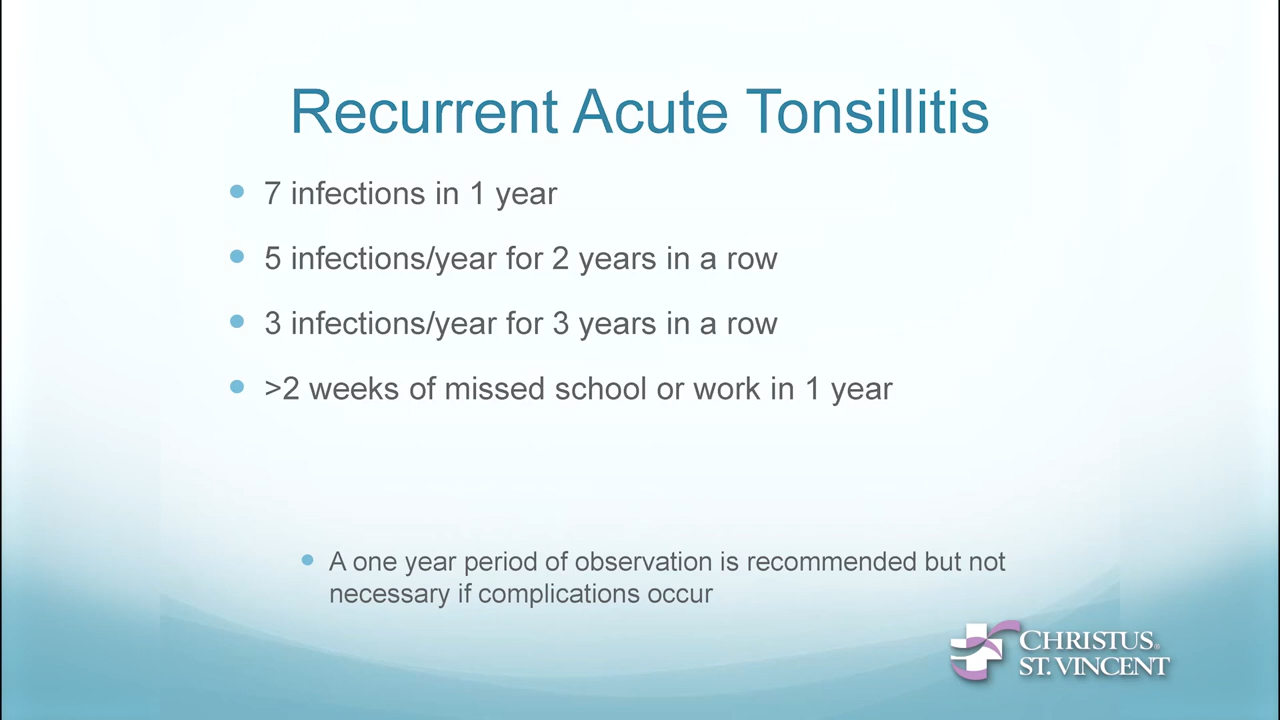 Recurrent Acute Tonsillitis
7 infections in 1 year
5 infections/year for 2 years in a row
3 infections/year for 3 years in a row
>2 weeks of missed school or work in 1 year
A one year period of observation is recommended but not
necessary if complications occur
CHRISTUS®
ST. VINCENT